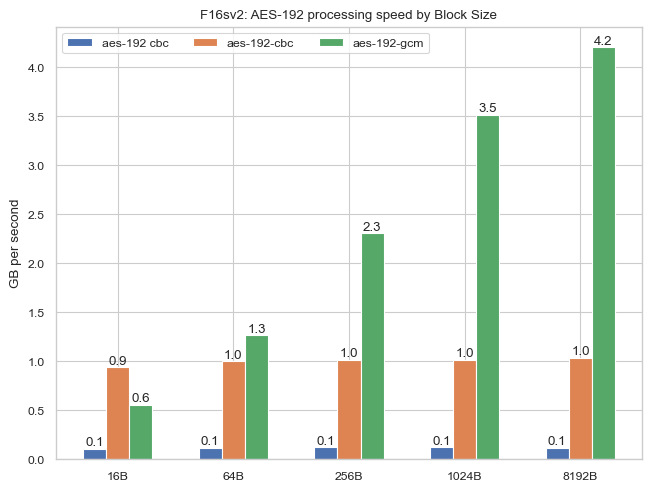 F16sv2: AES-192 processing speed by Block Size
aes-192 cbc aes-192-cbc aes-192-gcm
GB per second
4.0
3.5
3.0
2.5
2.0
1.5
1.0
0.5
0.0
0.1 0.9 0.6
0.1 1.0 1.3
0.1 1.0 2.3
0.1 1.0 3.5
0.1 1.0 4.2
16B 64B 256B 1024B 8192B